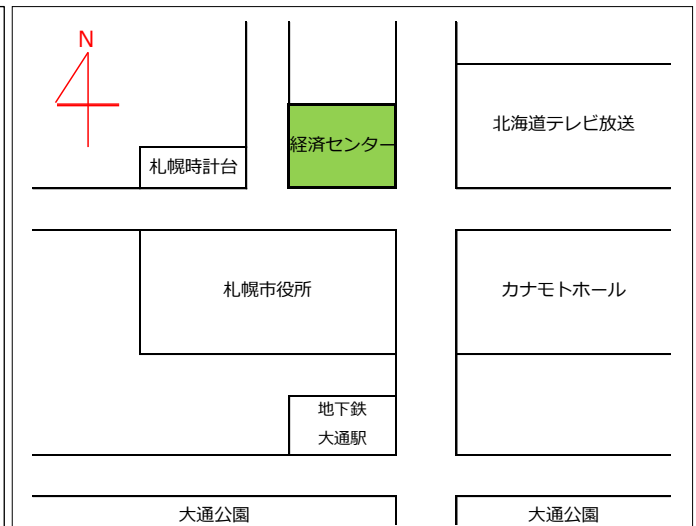 N
北海道テレビ放送
経済センター
札幌時計台
札幌市役所
カナモトホール
地下鉄
大通駅
大通公園
大通公園